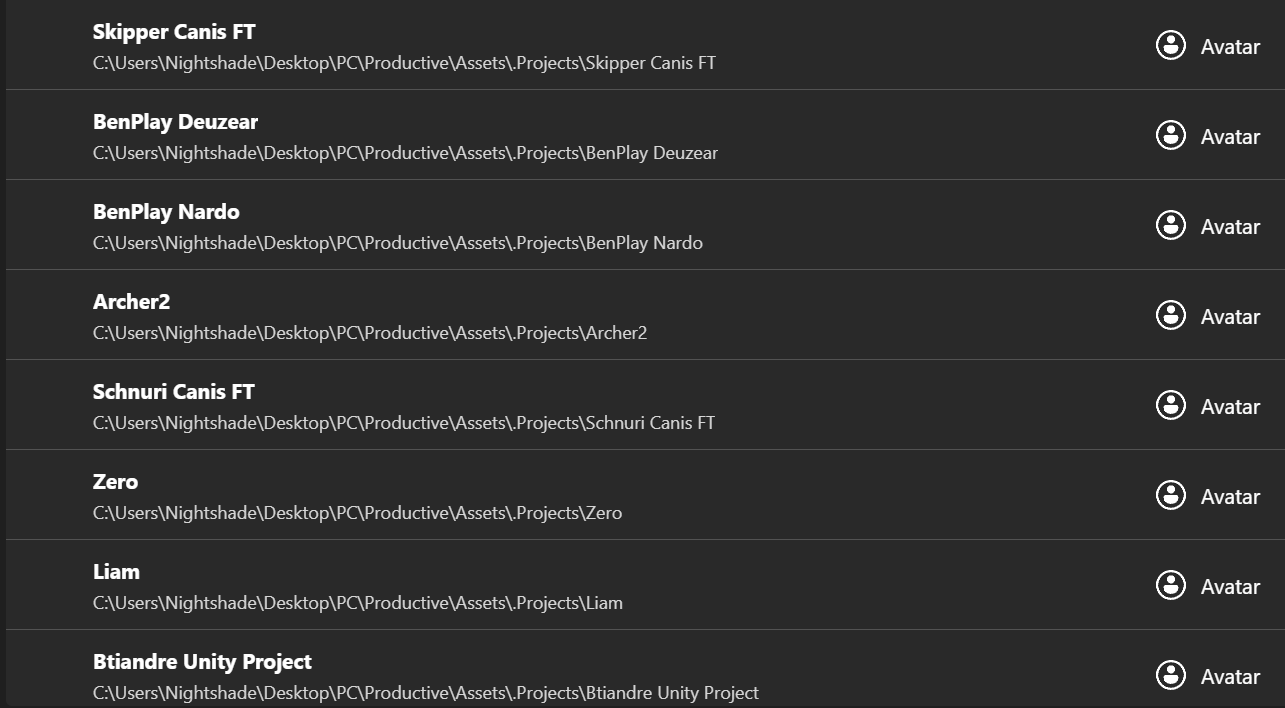 Skipper Canis FT
C:\Users\Nightshade\Desktop\PC\Productive\Assets\.Projects\Skipper Canis FT
Avatar
BenPlay Deuzear
C:\Users\Nightshade\Desktop\PC\Productive\Assets\.Projects\BenPlay Deuzear
Avatar
BenPlay Nardo
C:\Users\Nightshade\Desktop\PC\Productive\Assets\.Projects\BenPlay Nardo
Avatar
Archer2
C:\Users\Nightshade\Desktop\PC\Productive\Assets\.Projects\Archer2
Avatar
Schnuri Canis FT
C:\Users\Nightshade\Desktop\PC\Productive\Assets\.Projects\Schnuri Canis FT
Avatar
Zero
C:\Users\Nightshade\Desktop\PC\Productive\Assets\.Projects\Zero
Avatar
Liam
C:\Users\Nightshade\Desktop\PC\Productive\Assets\.Projects\Liam
Avatar
Btiandre Unity Project
C:\Users\Nightshade\Desktop\PC\Productive\Assets\.Projects\Btiandre Unity Project
Avatar